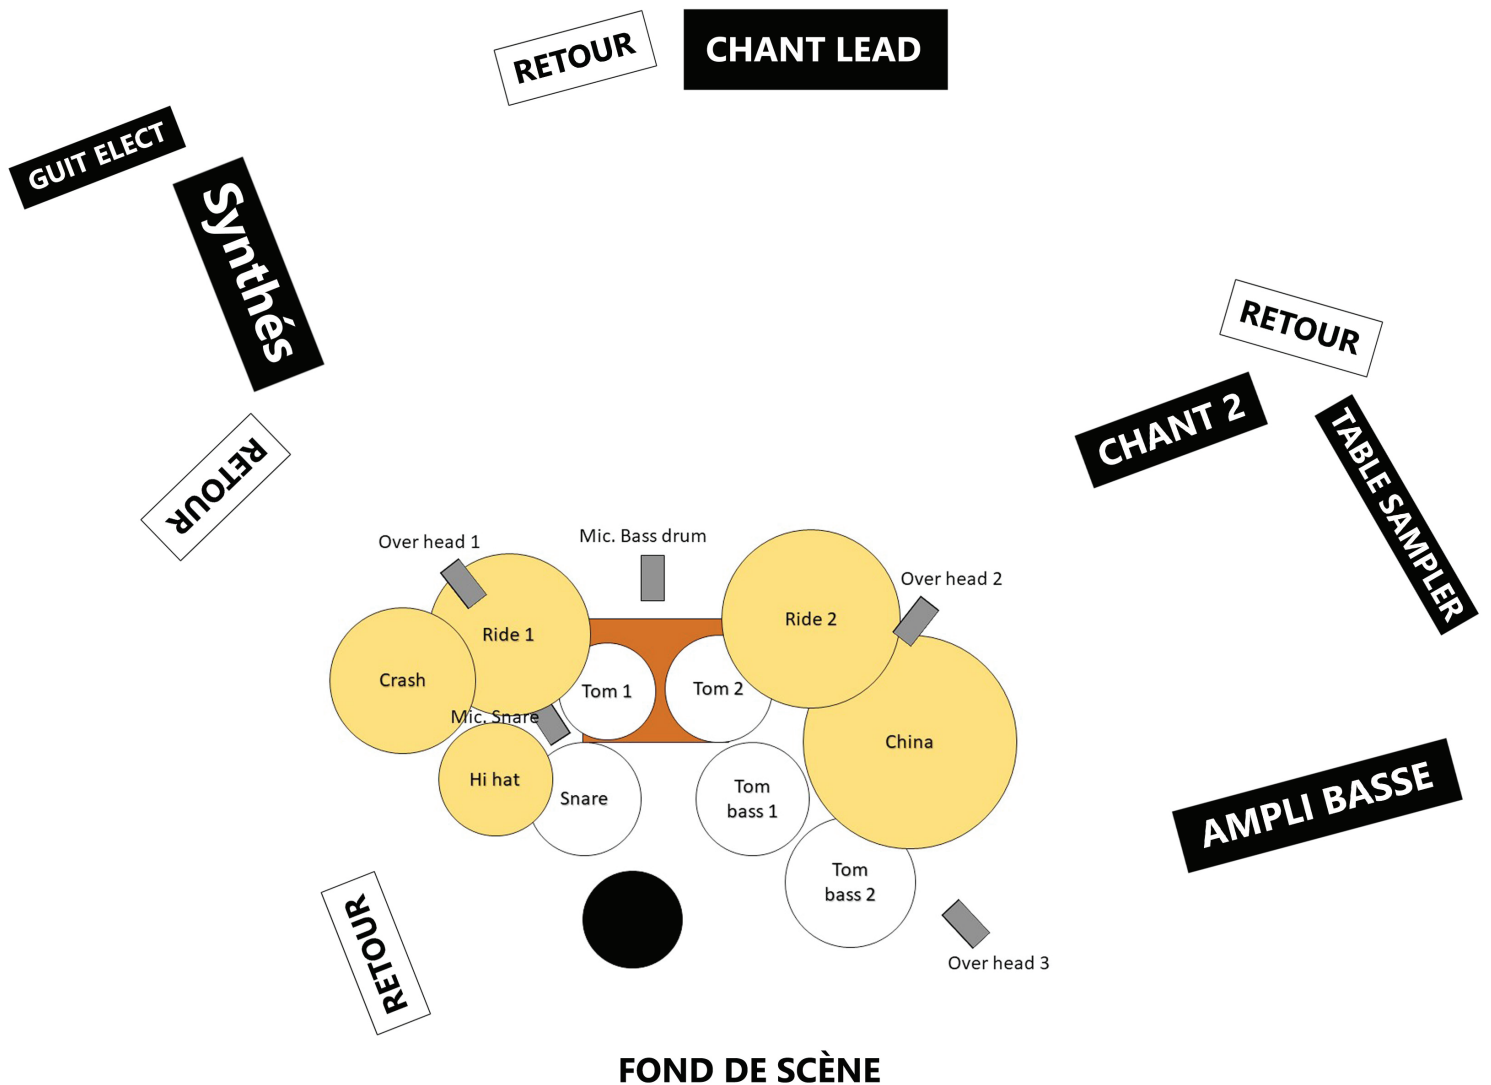 RETOUR
CHANT LEAD
GUIT ELECT
Synthés
RETOUR
CHANT 2
TABLE SAMPLER
RETOUR
Over head 1
Mic. Bass drum
Over head 2
Ride 1
Ride 2
Crash
Tom 1
Tom 2
Mic. Snare
China
Hi hat
Snare
Tom
bass 1
AMPLI BASSE
Tom
bass 2
RETOUR
Over head 3
FOND DE SCÈNE